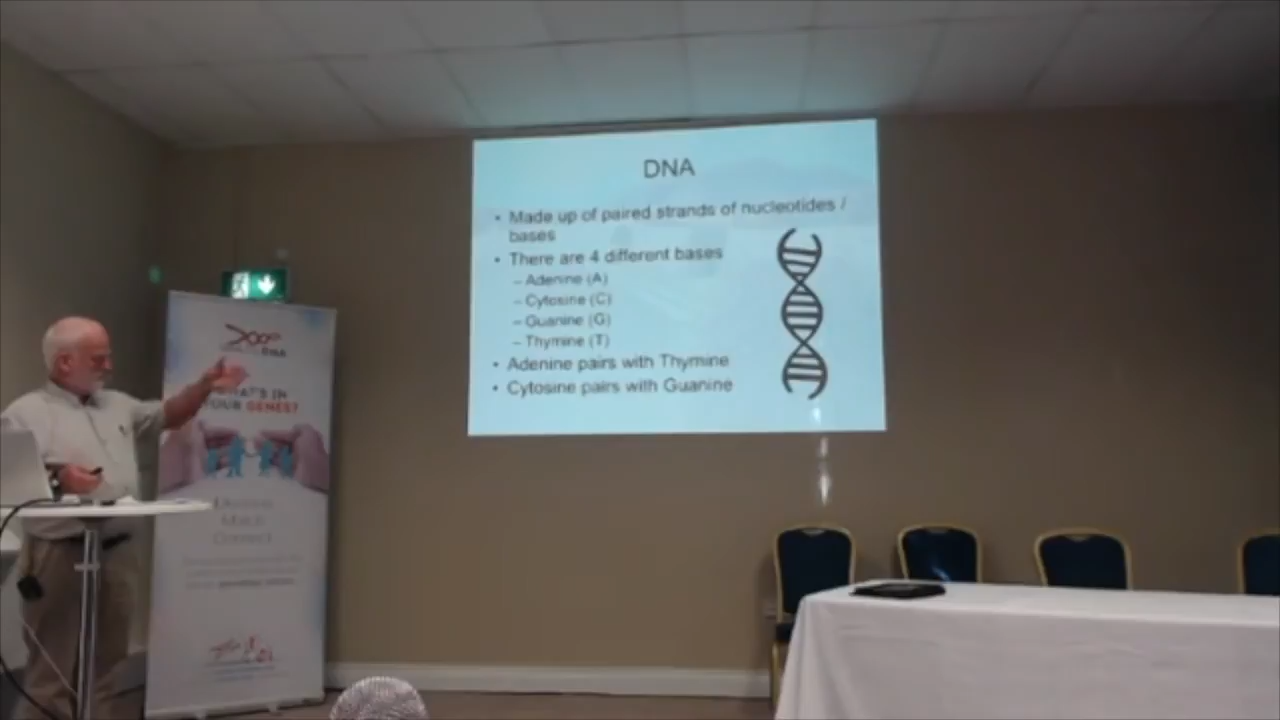 DNA
• Made up of paired strands of nucleotides /
bases
• There are 4 different bases
– Adenine (A)
– Cytosine (C)
– Guanine (G)
– Thymine (T)
• Adenine pairs with Thymine
• Cytosine pairs with Guanine
DNA
WHAT'S IN
YOUR GENES?